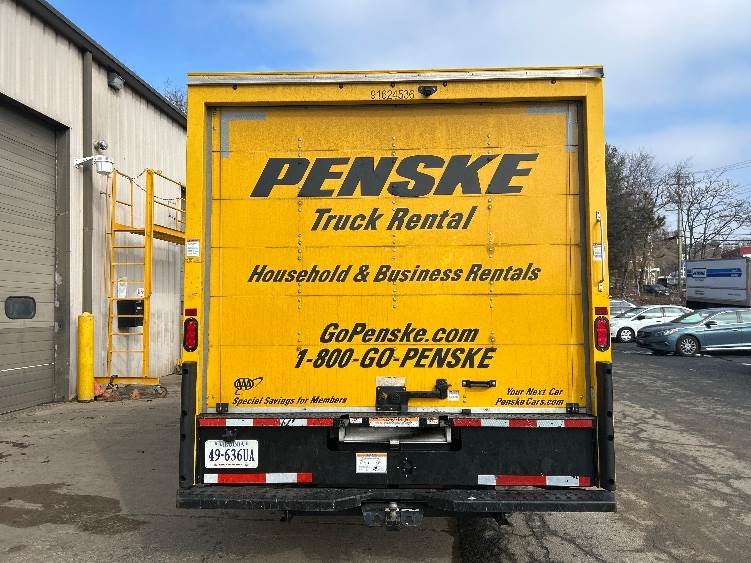 91624536
PENSKE
Truck Rental
Household & Business Rentals
GoPenske.com
1-800-GO-PENSKE
AAA
Special Savings for Members
Your Next Car
PenskeCars.com
VIRGINIA
49-636UA